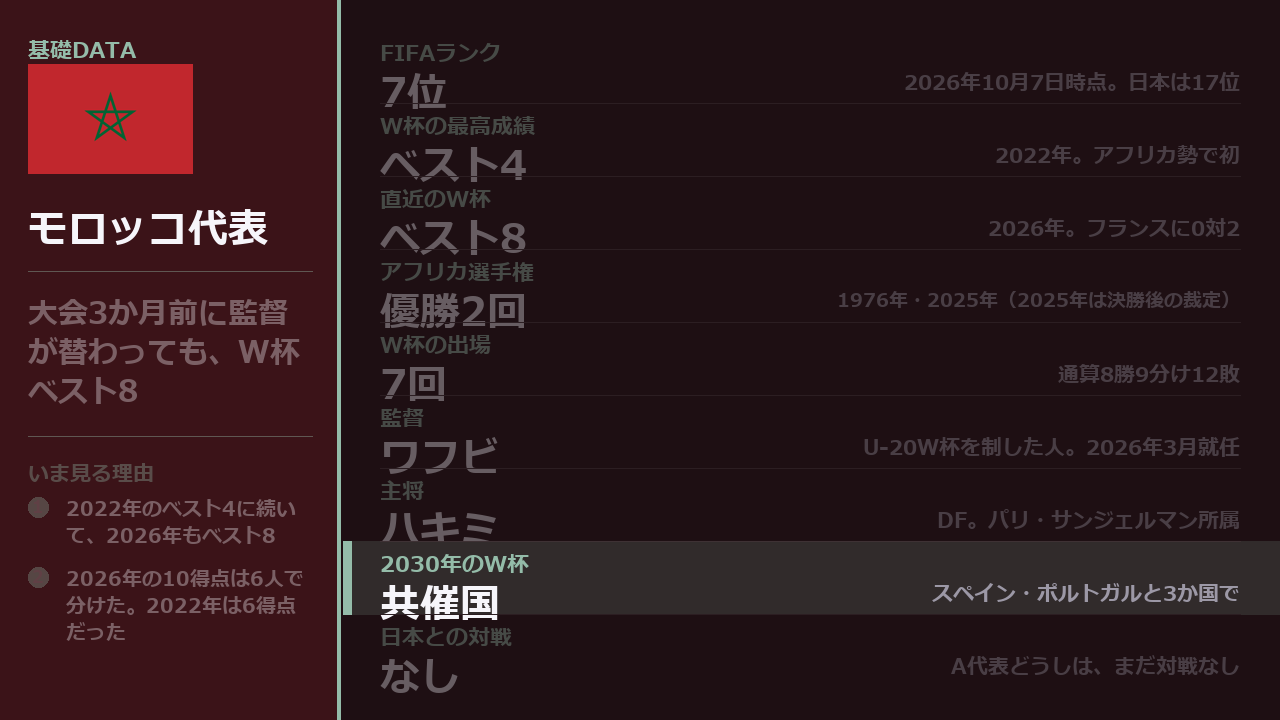 基礎DATA
モロッコ代表
大会3か月前に監督
が替わっても、W杯
ベスト8
いま見る理由
2022年のベスト4に続い
て、2026年もベスト8
2026年の10得点は6人で
分けた。2022年は6得点
だった
FIFAランク
7位
2026年10月7日時点。日本は17位
W杯の最高成績
ベスト4
2022年。アフリカ勢で初
直近のW杯
ベスト8
2026年。フランスに0対2
アフリカ選手権
優勝2回
1976年・2025年（2025年は決勝後の裁定）
W杯の出場
7回
通算8勝9分け12敗
監督
ワフビ
U-20W杯を制した人。2026年3月就任
主将
ハキミ
DF。パリ・サンジェルマン所属
2030年のW杯
共催国
スペイン・ポルトガルと3か国で
日本との対戦
なし
A代表どうしは、まだ対戦なし